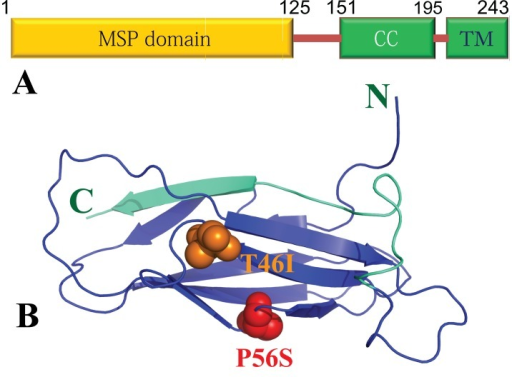 1 125 151 195 243
MSP domain CC TM
A
N
C
T46I
B
P56S